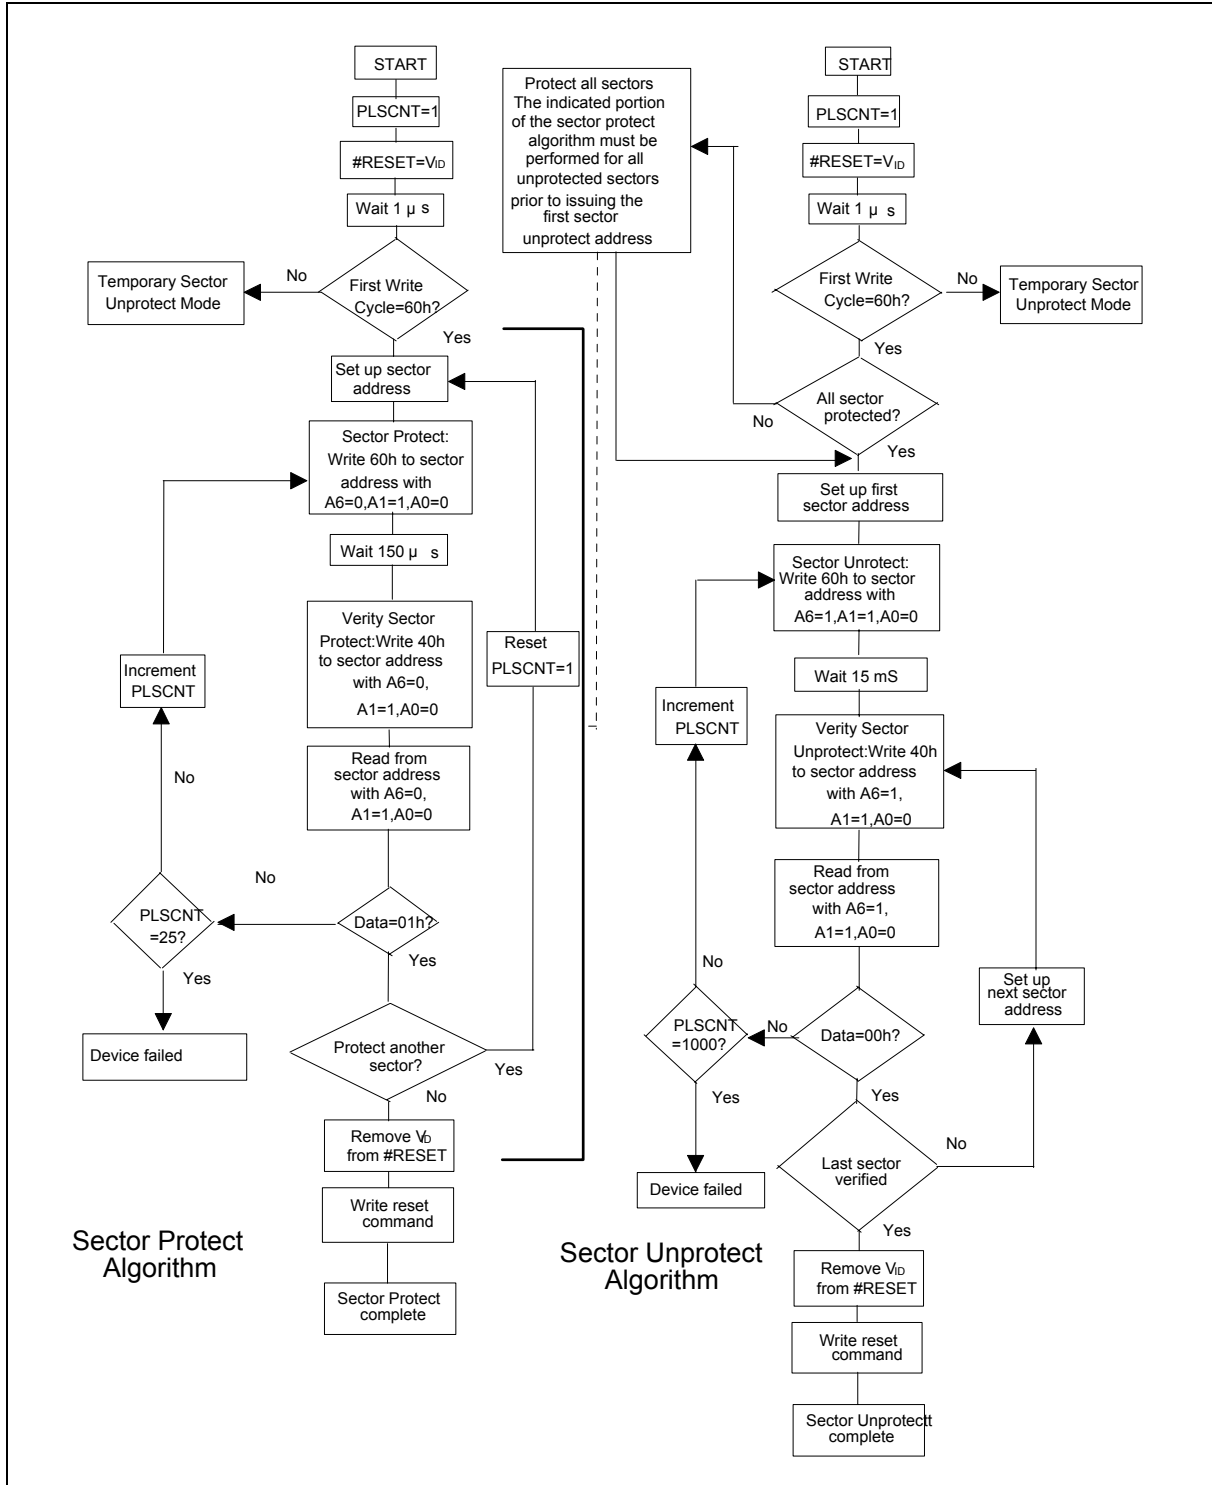 START
PLSCNT=1
#RESET=VID
Wait 1 μ s
First Write
Cycle=60h?
No
Temporary Sector
Unprotect Mode
Yes
Set up sector
address
Sector Protect:
Write 60h to sector
address with
A6=0,A1=1,A0=0
Wait 150 μ s
Verity Sector
Protect:Write 40h
to sector address
with A6=0,
A1=1,A0=0
Reset
PLSCNT=1
Increment
PLSCNT
Read from
sector address
with A6=0,
A1=1,A0=0
No
No
PLSCNT
=25?
Data=01h?
Yes
Yes
Device failed
Protect another
sector?
Yes
No
Remove VID
from #RESET
Write reset
command
Sector Protect
complete
Sector Protect
Algorithm
Protect all sectors
The indicated portion
of the sector protect
algorithm must be
performed for all
unprotected sectors
prior to issuing the
first sector
unprotect address
START
PLSCNT=1
#RESET=VID
Wait 1 μ s
First Write
Cycle=60h?
No
Temporary Sector
Unprotect Mode
Yes
All sector
protected?
No
Yes
Set up first
sector address
Sector Unrotect:
Write 60h to sector
address with
A6=1,A1=1,A0=0
Wait 15 mS
Increment
PLSCNT
Verity Sector
Unprotect:Write 40h
to sector address
with A6=1,
A1=1,A0=0
Read from
sector address
with A6=1,
A1=1,A0=0
No
Set up
next sector
address
PLSCNT
=1000?
No
Data=00h?
Yes
Yes
Device failed
Last sector
verified
No
Yes
Remove VID
from #RESET
Write reset
command
Sector Unprotectt
complete
Sector Unprotect
Algorithm